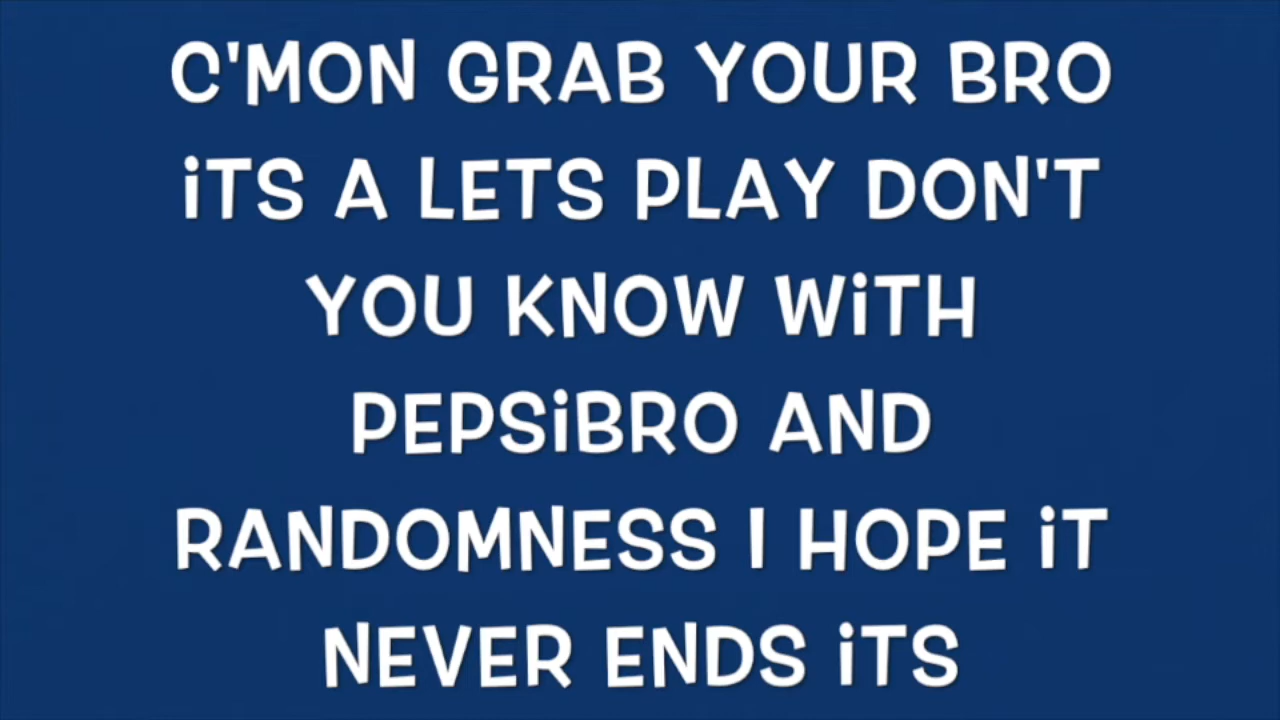 C'MON GRAB YOUR BRO
iTS A LETS PLAY DON'T
YOU KNOW WiTH
PEPSiBRO AND
RANDOMNESS I HOPE iT
NEVER ENDS iTS